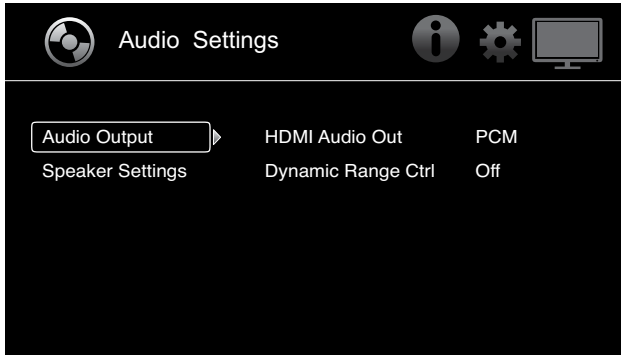 Audio Settings
Audio Output HDMI Audio Out PCM
Speaker Settings Dynamic Range Ctrl Off